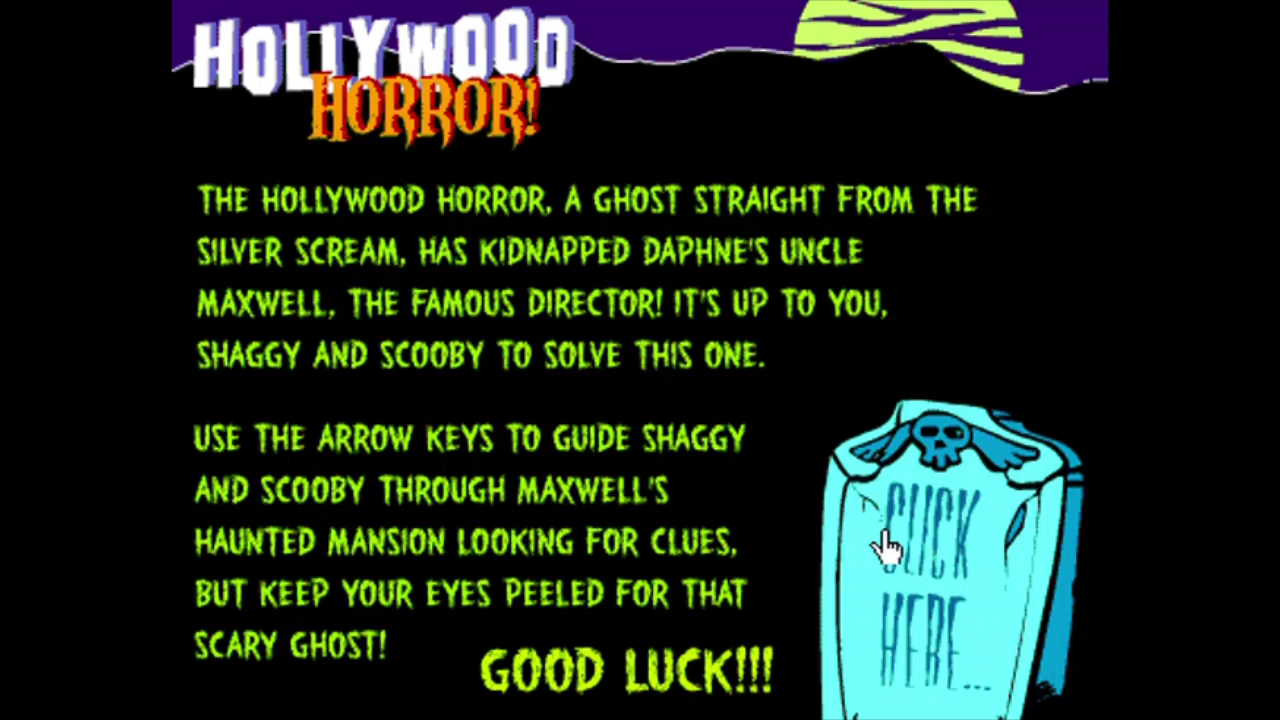 HOLLYWOOD
HORROR!
THE HOLLYWOOD HORROR, A GHOST STRAIGHT FROM THE
SILVER SCREAM, HAS KIDNAPPED DAPHNE'S UNCLE
MAXWELL, THE FAMOUS DIRECTOR! IT'S UP TO YOU,
SHAGGY AND SCOOBY TO SOLVE THIS ONE.
USE THE ARROW KEYS TO GUIDE SHAGGY
AND SCOOBY THROUGH MAXWELL'S
HAUNTED MANSION LOOKING FOR CLUES,
BUT KEEP YOUR EYES PEELED FOR THAT
SCARY GHOST!
GOOD LUCK!!!
CLICK
HERE...